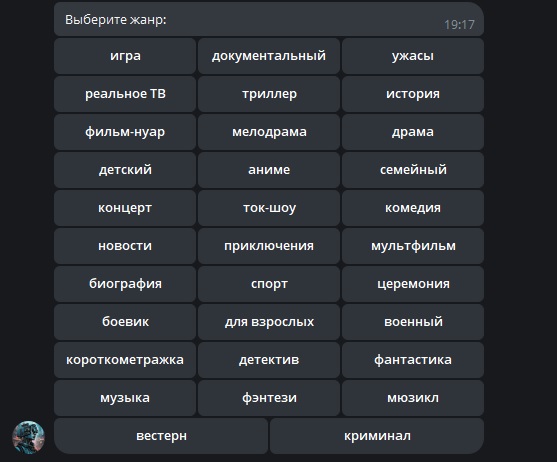 Выберите жанр:
19:17
игра документальный ужасы
реальное ТВ триллер история
фильм-нуар мелодрама драма
детский аниме семейный
концерт ток-шоу комедия
новости приключения мультфильм
биография спорт церемония
боевик для взрослых военный
короткометражка детектив фантастика
музыка фэнтези мюзикл
вестерн криминал